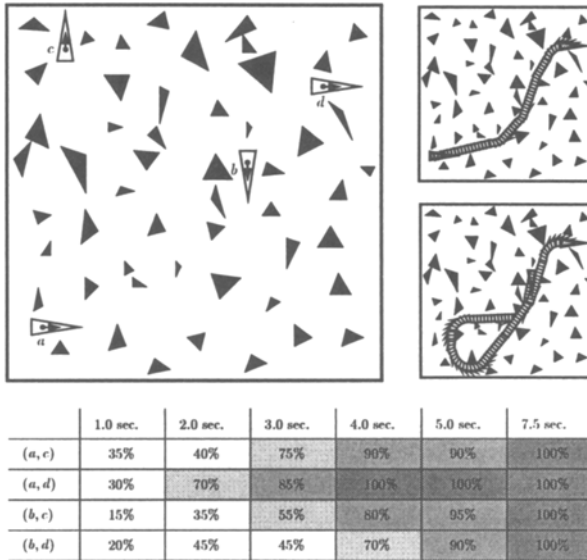 c
d
b
a
1.0 sec. 2.0 sec. 3.0 sec. 4.0 sec. 5.0 sec. 7.5 sec.
(a, c) 35% 40% 75% 90% 90% 100%
(a, d) 30% 70% 85% 100% 100% 100%
(b, c) 15% 35% 55% 80% 95% 100%
(b, d) 20% 45% 45% 70% 90% 100%